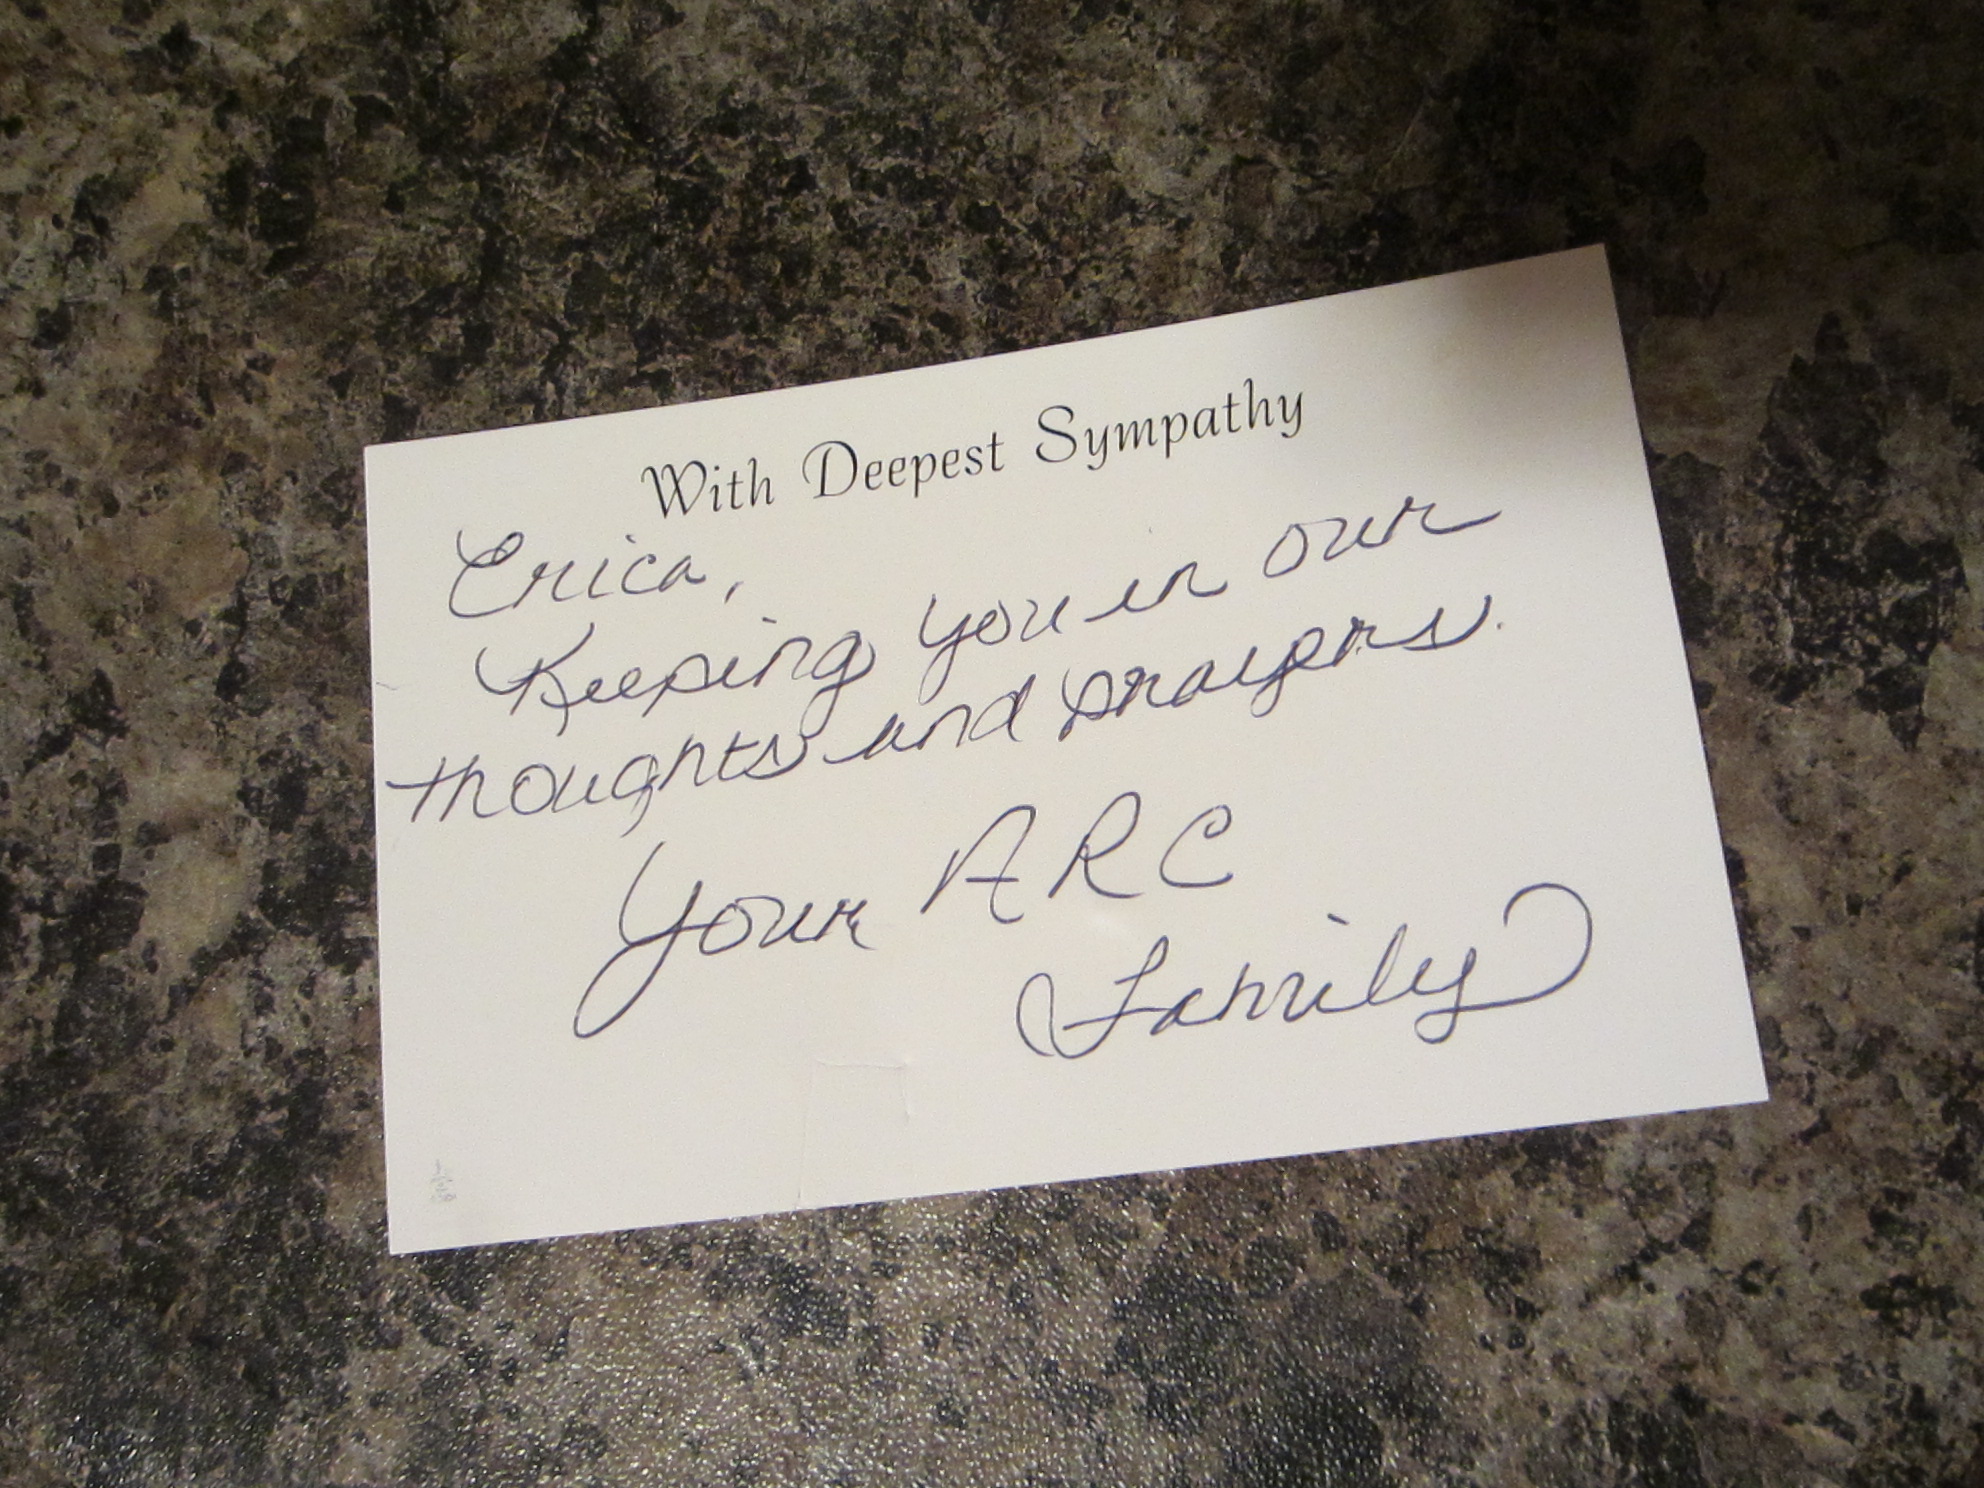 With Deepest Sympathy
Erica,
Keeping you in our
thoughts and prayers.
Your ARC
Family